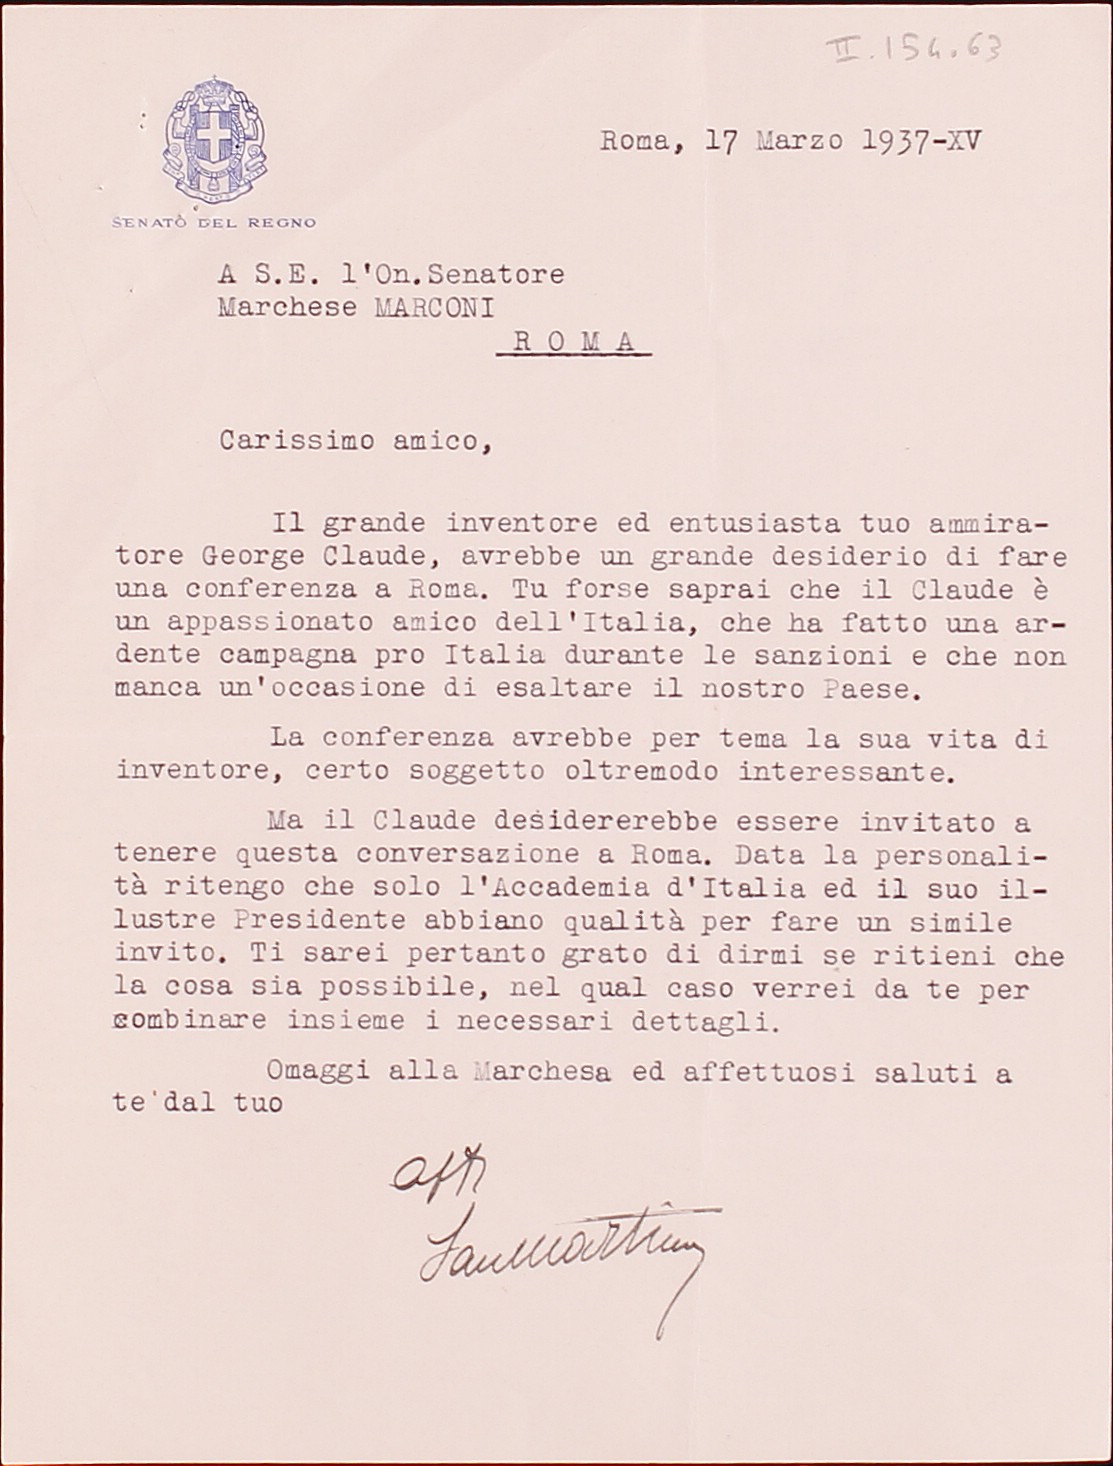 II.154.63
Roma, 17 Marzo 1937-XV
SENATO DEL REGNO
A S.E. l'On.Senatore
Marchese MARCONI
R O M A
Carissimo amico,
Il grande inventore ed entusiasta tuo ammira-
tore George Claude, avrebbe un grande desiderio di fare
una conferenza a Roma. Tu forse saprai che il Claude è
un appassionato amico dell'Italia, che ha fatto una ar-
dente campagna pro Italia durante le sanzioni e che non
manca un'occasione di esaltare il nostro Paese.
La conferenza avrebbe per tema la sua vita di
inventore, certo soggetto oltremodo interessante.
Ma il Claude desidererebbe essere invitato a
tenere questa conversazione a Roma. Data la personali-
tà ritengo che solo l'Accademia d'Italia ed il suo il-
lustre Presidente abbiano qualità per fare un simile
invito. Ti sarei pertanto grato di dirmi se ritieni che
la cosa sia possibile, nel qual caso verrei da te per
combinare insieme i necessari dettagli.
Omaggi alla Marchesa ed affettuosi saluti a
te dal tuo
Sanmartino